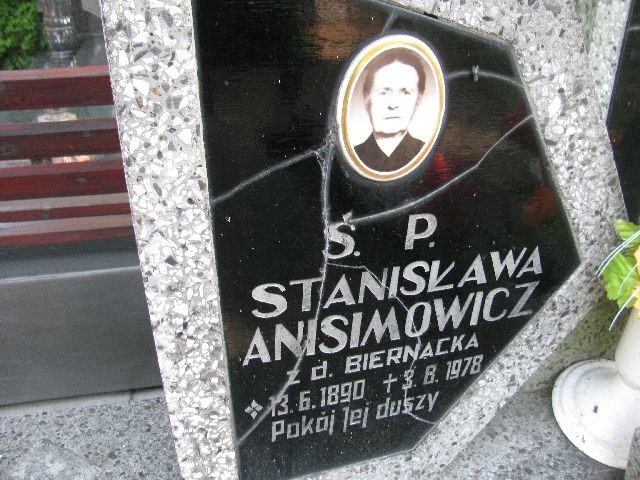 Ś. P.
STANISŁAWA
ANISIMOWICZ
z d. BIERNACKA
13.6.1890 + 3.8.1978
Pokój Jej duszy